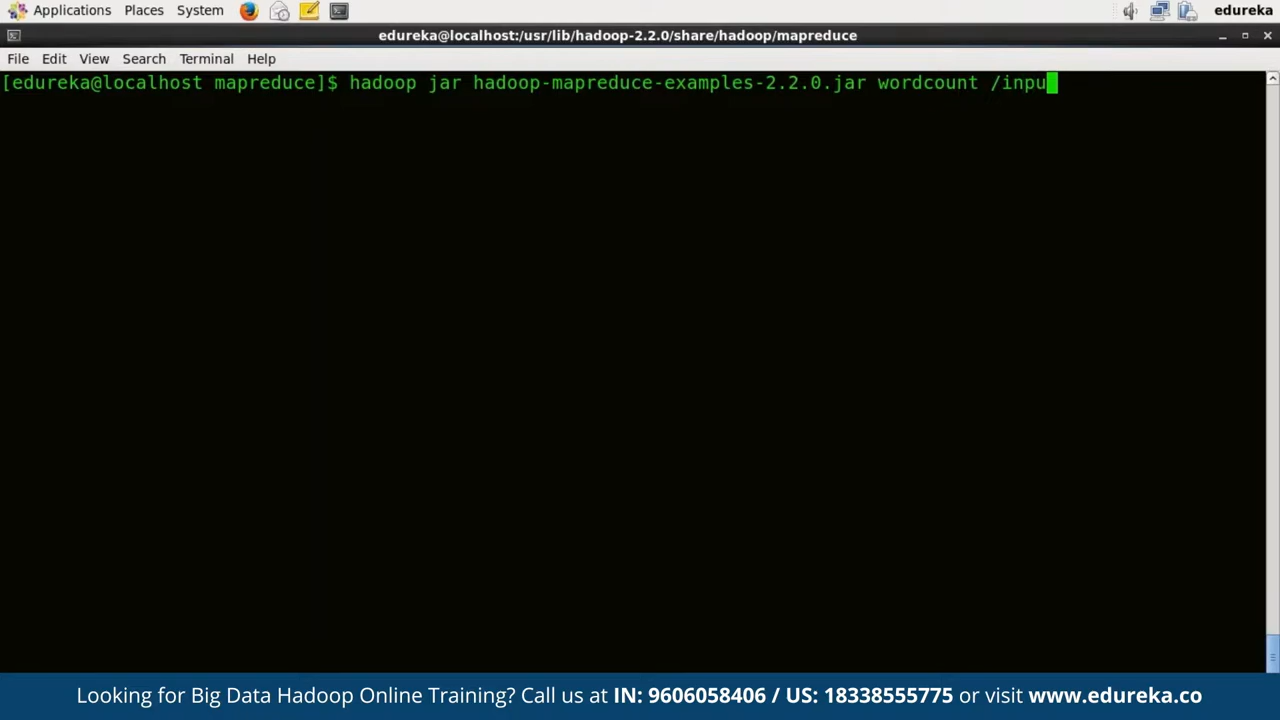 Applications Places System edureka
edureka@localhost:/usr/lib/hadoop-2.2.0/share/hadoop/mapreduce
File Edit View Search Terminal Help
[edureka@localhost mapreduce]$ hadoop jar hadoop-mapreduce-examples-2.2.0.jar wordcount /inpu
Looking for Big Data Hadoop Online Training? Call us at IN: 9606058406 / US: 18338555775 or visit www.edureka.co